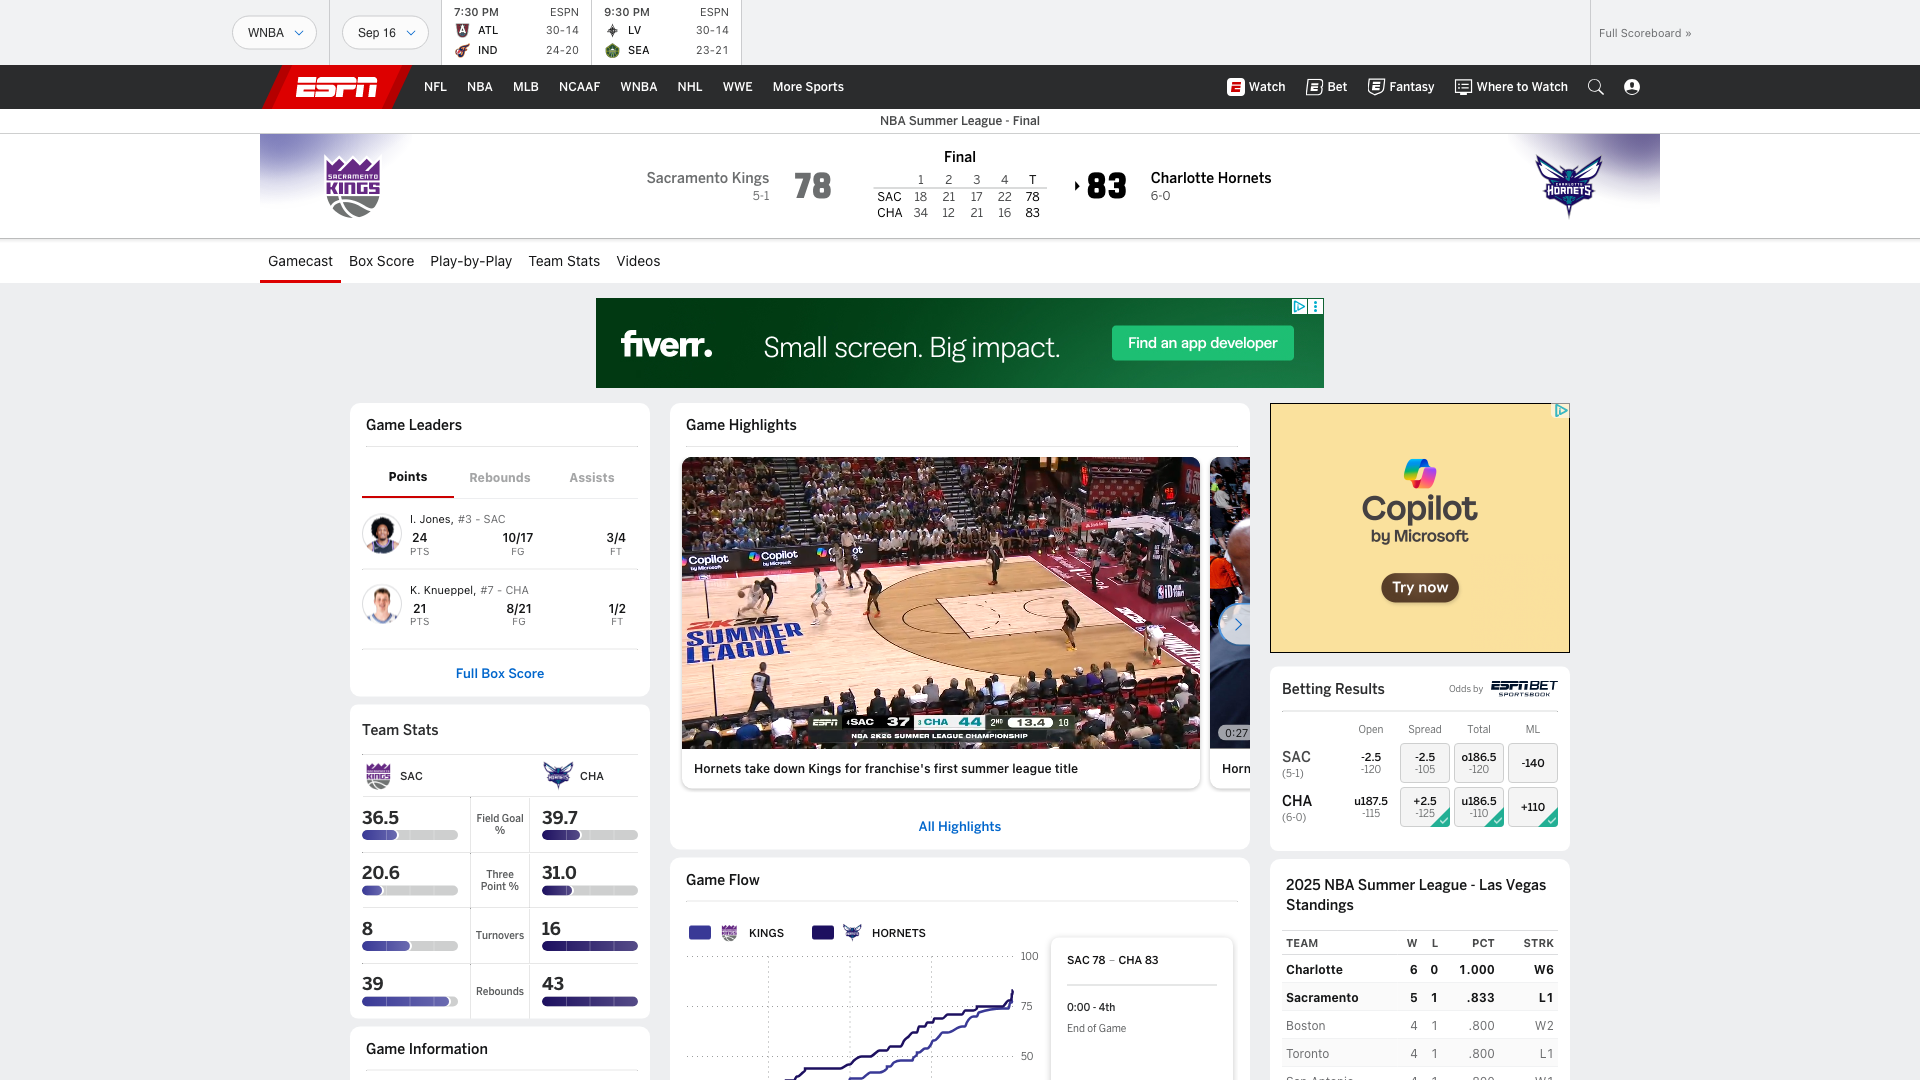 WNBA
Sep 16
7:30 PM ESPN
ATL 30-14
IND 24-20
9:30 PM ESPN
LV 30-14
SEA 23-21
Full Scoreboard »
ESPN NFL NBA MLB NCAAF WNBA NHL WWE More Sports Watch Bet Fantasy Where to Watch
NBA Summer League - Final
SACRAMENTO
KINGS
Sacramento Kings
5-1
78
Final
1 2 3 4 T
SAC 18 21 17 22 78
CHA 34 12 21 16 83
83
Charlotte Hornets
6-0
CHARLOTTE
HORNETS
Gamecast Box Score Play-by-Play Team Stats Videos
fiverr. Small screen. Big impact. Find an app developer
Game Leaders
Points Rebounds Assists
I. Jones, #3 - SAC
24 10/17 3/4
PTS FG FT
K. Knueppel, #7 - CHA
21 8/21 1/2
PTS FG FT
Full Box Score
Team Stats
SAC CHA
36.5 Field Goal % 39.7
20.6 Three Point % 31.0
8 Turnovers 16
39 Rebounds 43
Game Information
Game Highlights
Copilot
by Microsoft
Copilot
by Microsoft
2K26
SUMMER
LEAGUE
ESPN 4 SAC 37 3 CHA 44 2ND 13.4 10
NBA 2K26 SUMMER LEAGUE CHAMPIONSHIP
0:27
Hornets take down Kings for franchise's first summer league title
Horn
All Highlights
Game Flow
KINGS HORNETS
100
75
50
SAC 78 - CHA 83
0:00 - 4th
End of Game
Copilot
by Microsoft
Try now
Betting Results Odds by ESPN BET
SPORTSBOOK
Open Spread Total ML
SAC -2.5 -2.5 o186.5 -140
(5-1) -120 -105 -120
CHA u187.5 +2.5 u186.5 +110
(6-0) -115 -125 -110
2025 NBA Summer League - Las Vegas
Standings
TEAM W L PCT STRK
Charlotte 6 0 1.000 W6
Sacramento 5 1 .833 L1
Boston 4 1 .800 W2
Toronto 4 1 .800 L1
San Antonio 4 1 .800 W1